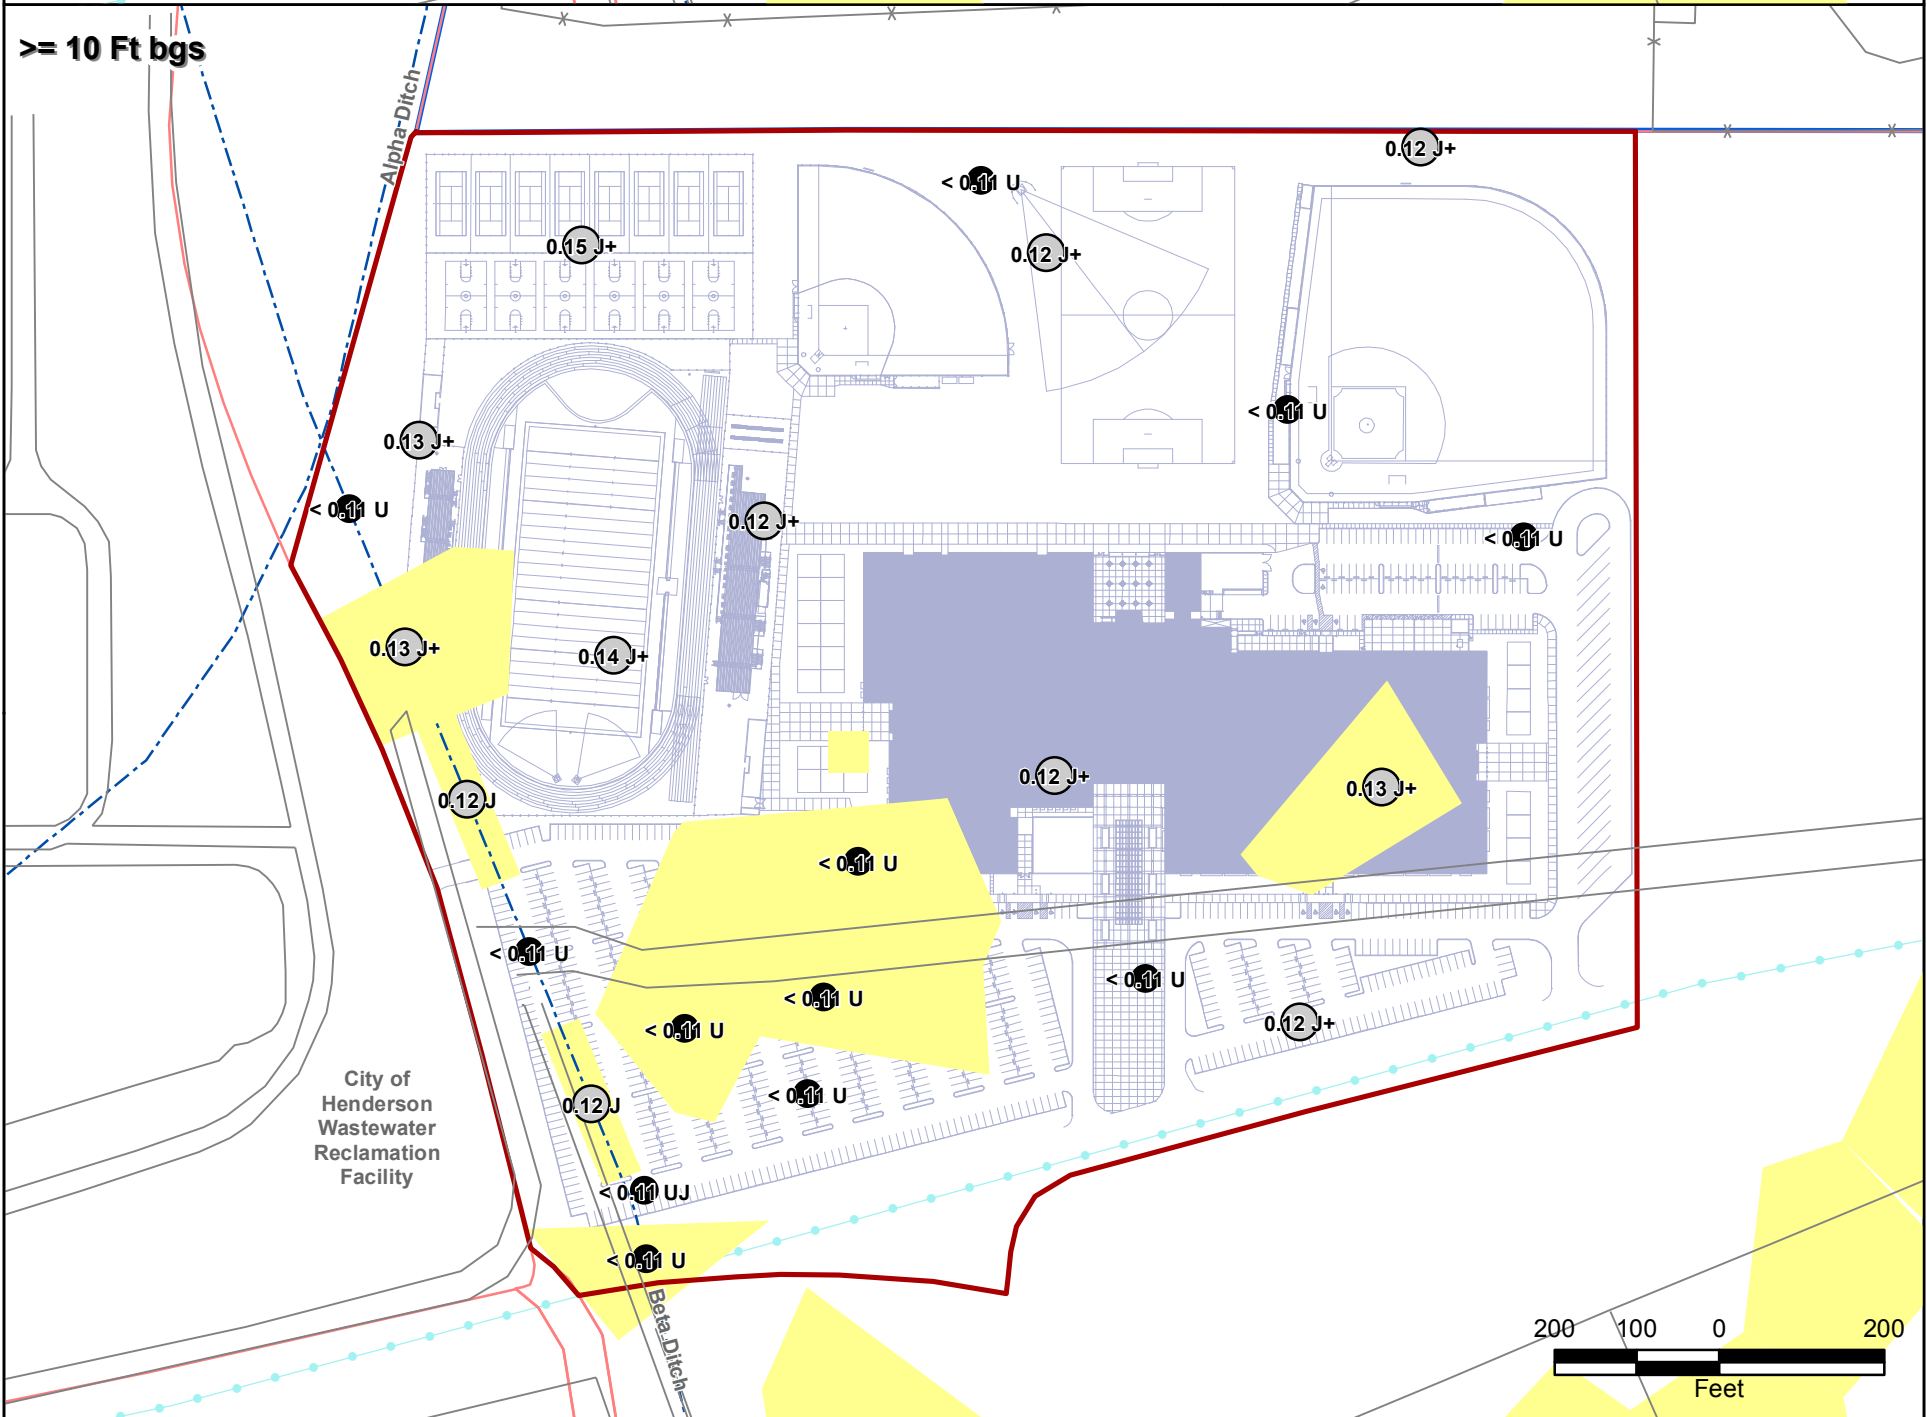 >= 10 Ft bgs
Alpha Ditch
0.12 J+
< 0.11 U
0.15 J+
0.12 J+
< 0.11 U
0.13 J+
< 0.11 U
0.12 J+
< 0.11 U
0.13 J+
0.14 J+
0.12 J+
0.13 J+
0.12 J
< 0.11 U
< 0.11 U
< 0.11 U
< 0.11 U
< 0.11 U
0.12 J+
City of
Henderson
Wastewater
Reclamation
Facility
< 0.11 U
0.12 J
< 0.11 UJ
< 0.11 U
Beta Ditch
200 100 0 200
Feet